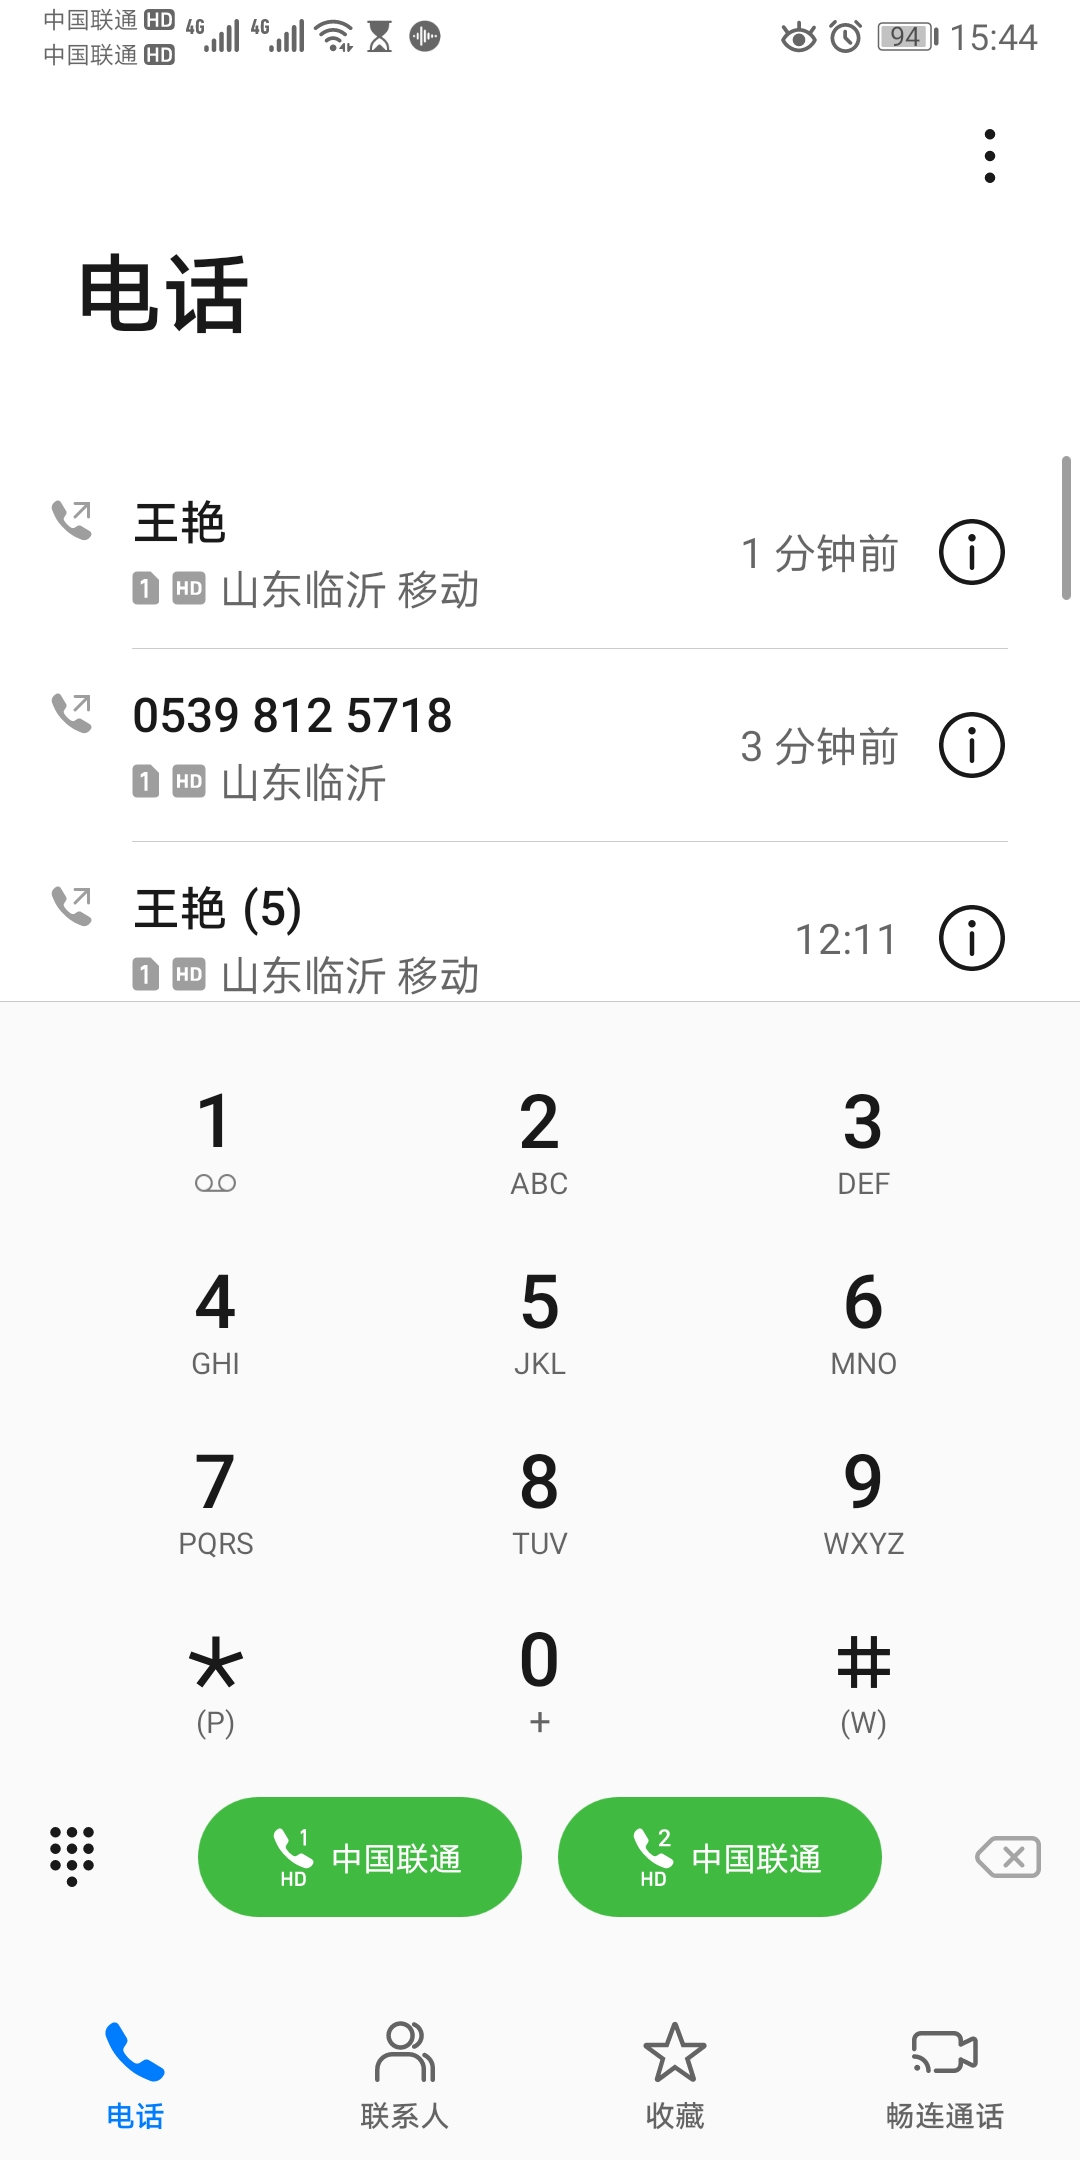 中国联通 HD 4G 4G 94 15:44
中国联通 HD
电话
王艳
1 HD 山东临沂 移动
1 分钟前
0539 812 5718
1 HD 山东临沂
3 分钟前
王艳 (5)
1 HD 山东临沂 移动
12:11
1 2 3
ABC DEF
4 5 6
GHI JKL MNO
7 8 9
PQRS TUV WXYZ
* 0 #
(P) + (W)
1 HD 中国联通 2 HD 中国联通
电话 联系人 收藏 畅连通话